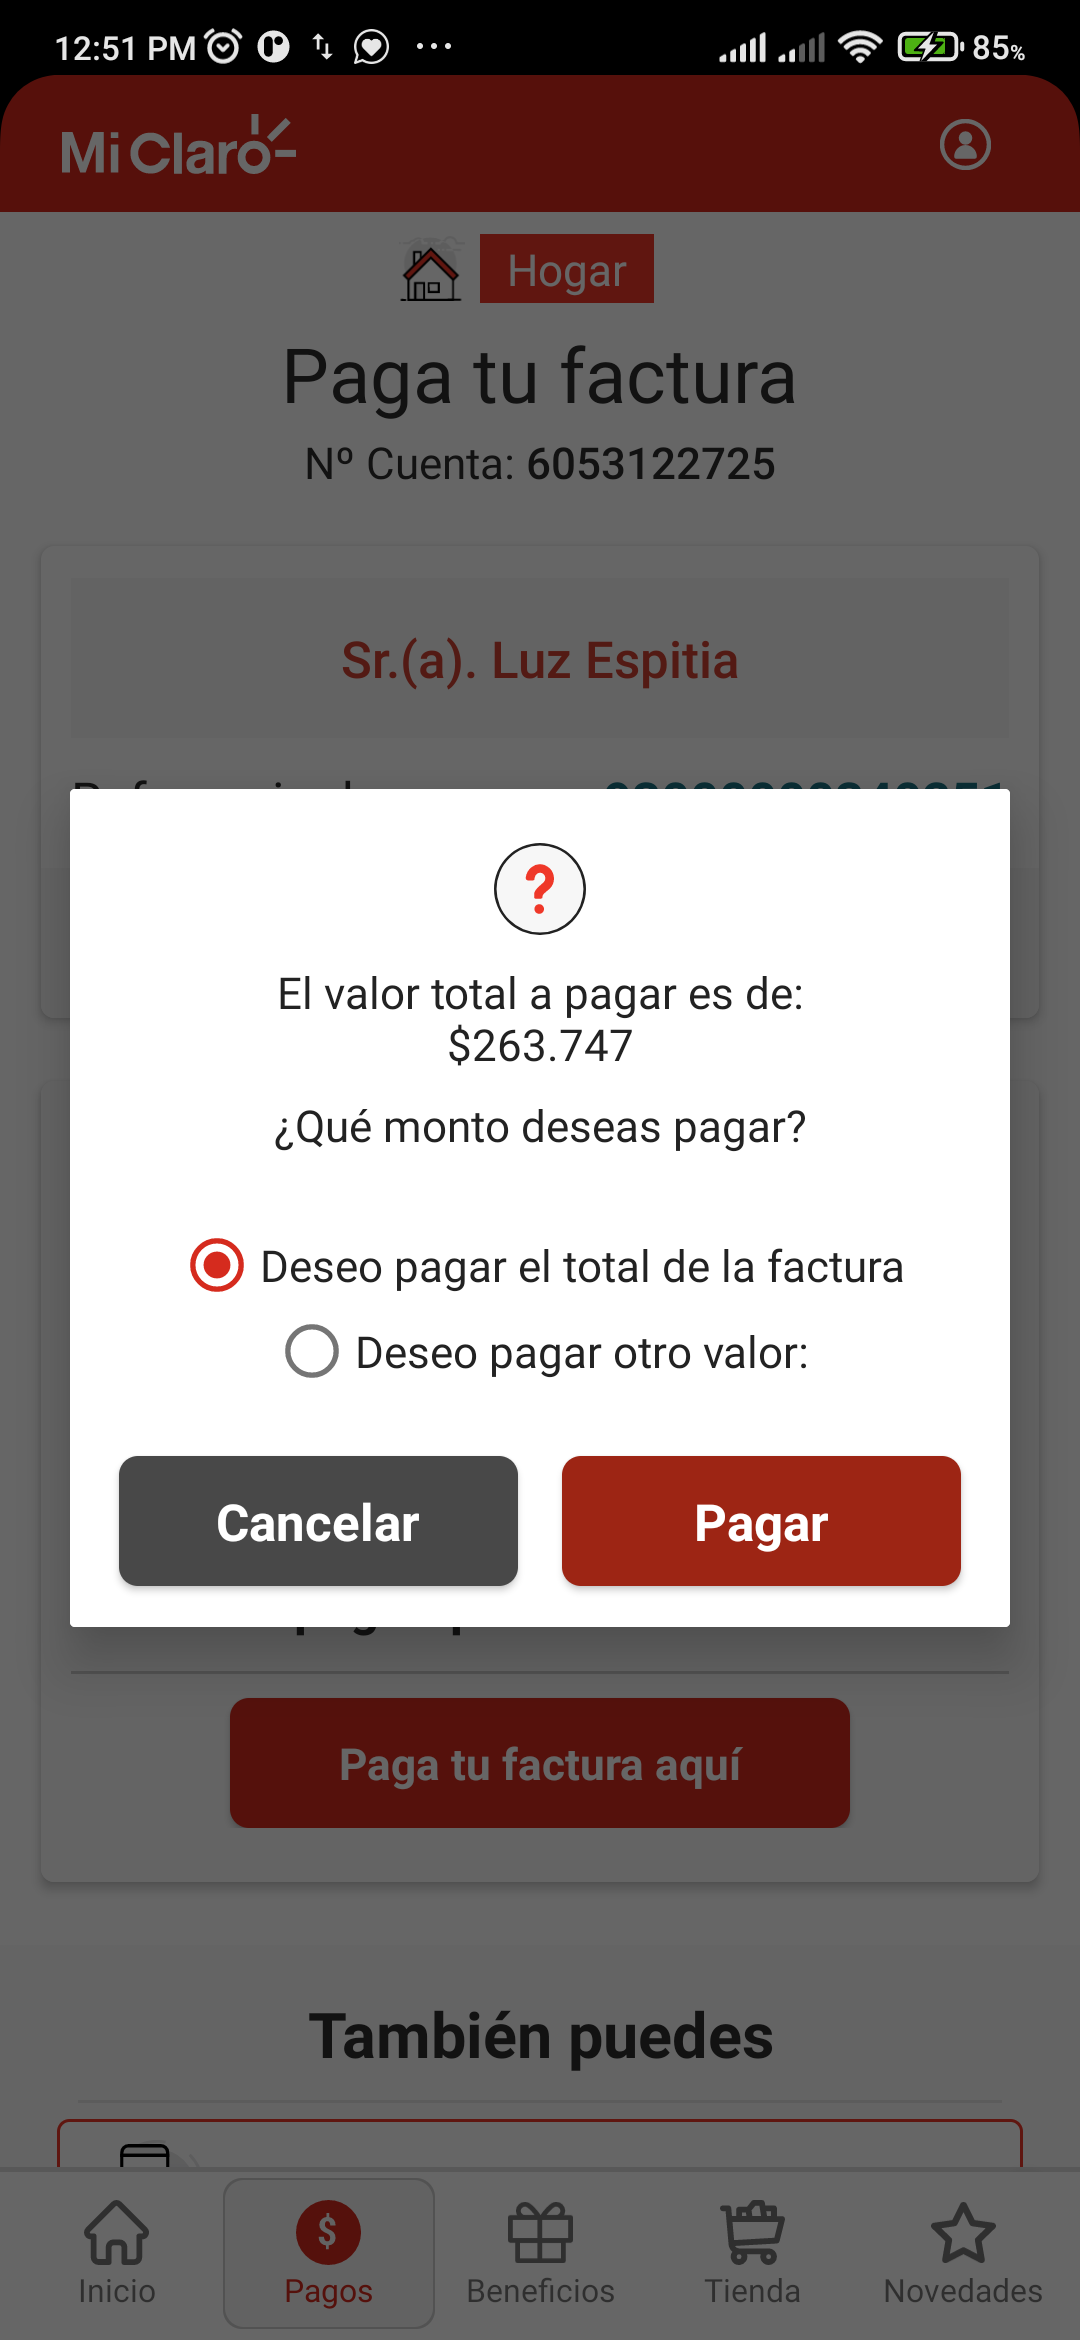 12:51 PM
85%
Mi Claro
Hogar
Paga tu factura
Nº Cuenta: 6053122725
Sr.(a). Luz Espitia
?
El valor total a pagar es de:
$263.747
¿Qué monto deseas pagar?
Deseo pagar el total de la factura
Deseo pagar otro valor:
Cancelar
Pagar
Paga tu factura aquí
También puedes
$
Inicio
Pagos
Beneficios
Tienda
Novedades